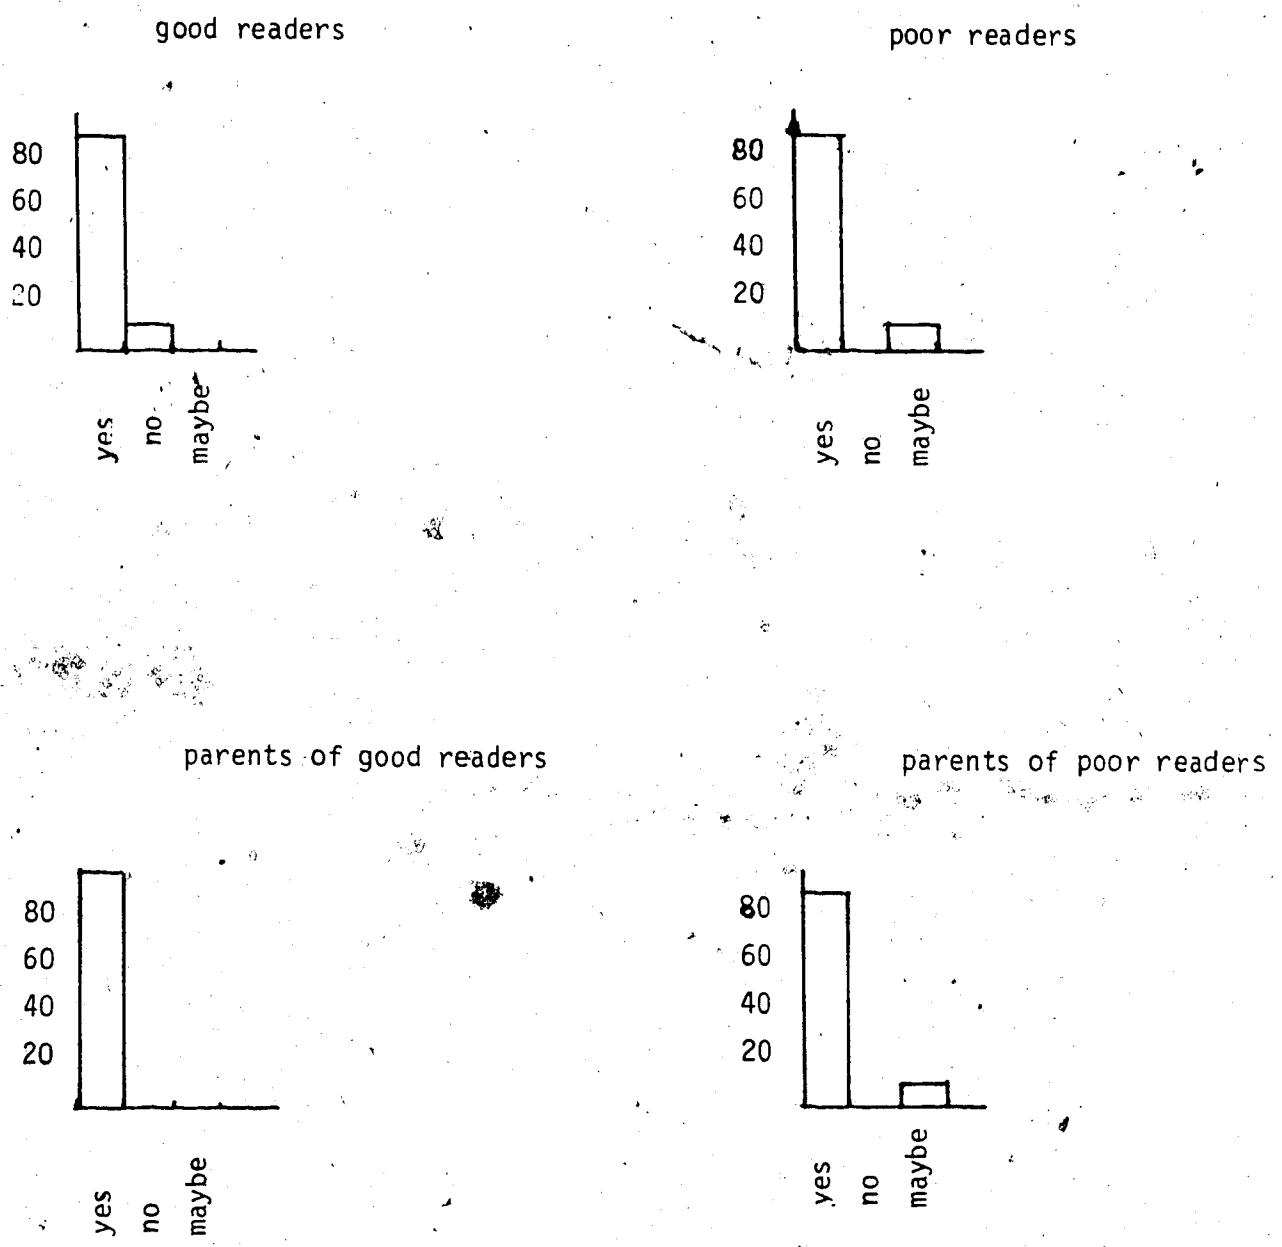 good readers
80
60
40
20
yes
no
maybe
poor readers
80
60
40
20
yes
no
maybe
parents of good readers
80
60
40
20
yes
no
maybe
parents of poor readers
80
60
40
20
yes
no
maybe